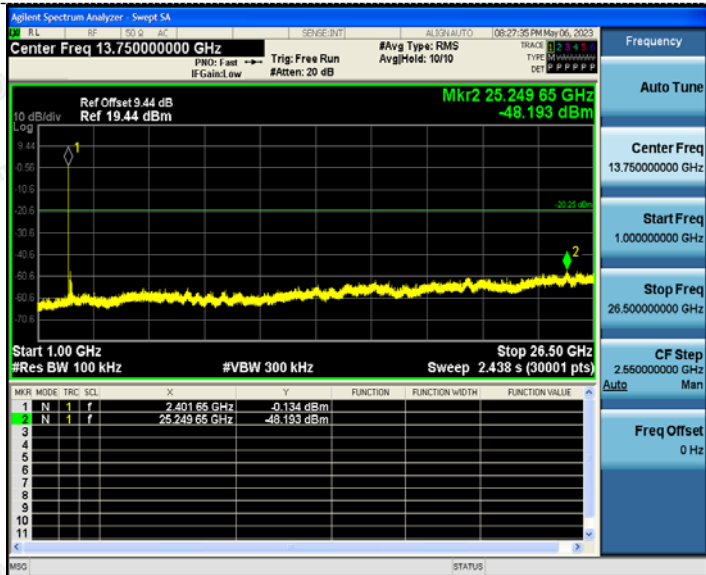 Agilent Spectrum Analyzer - Swept SA
RL RF 50 Ω AC SENSE:INT ALIGN AUTO 08:27:35 PM May 06, 2023
Center Freq 13.750000000 GHz
PNO: Fast
IFGain:Low
Trig: Free Run
#Atten: 20 dB
#Avg Type: RMS
Avg|Hold: 10/10
TRACE 1 2 3 4 5 6
TYPE M
DET P P P P P P
Frequency
Mkr2 25.249 65 GHz
-48.193 dBm
Ref Offset 9.44 dB
10 dB/div Ref 19.44 dBm
Log
9.44
-0.56
-10.6
-20.6
-30.6
-40.6
-50.6
-60.6
-70.6
1
-20.25 dBm
2
Start 1.00 GHz Stop 26.50 GHz
#Res BW 100 kHz #VBW 300 kHz Sweep 2.438 s (30001 pts)
MKR MODE TRC SCL X Y FUNCTION FUNCTION WIDTH FUNCTION VALUE
1 N 1 f 2.401 65 GHz -0.134 dBm
2 N 1 f 25.249 65 GHz -48.193 dBm
3
4
5
6
7
8
9
10
11
MSG STATUS
Auto Tune
Center Freq
13.750000000 GHz
Start Freq
1.000000000 GHz
Stop Freq
26.500000000 GHz
CF Step
2.550000000 GHz
Auto Man
Freq Offset
0 Hz